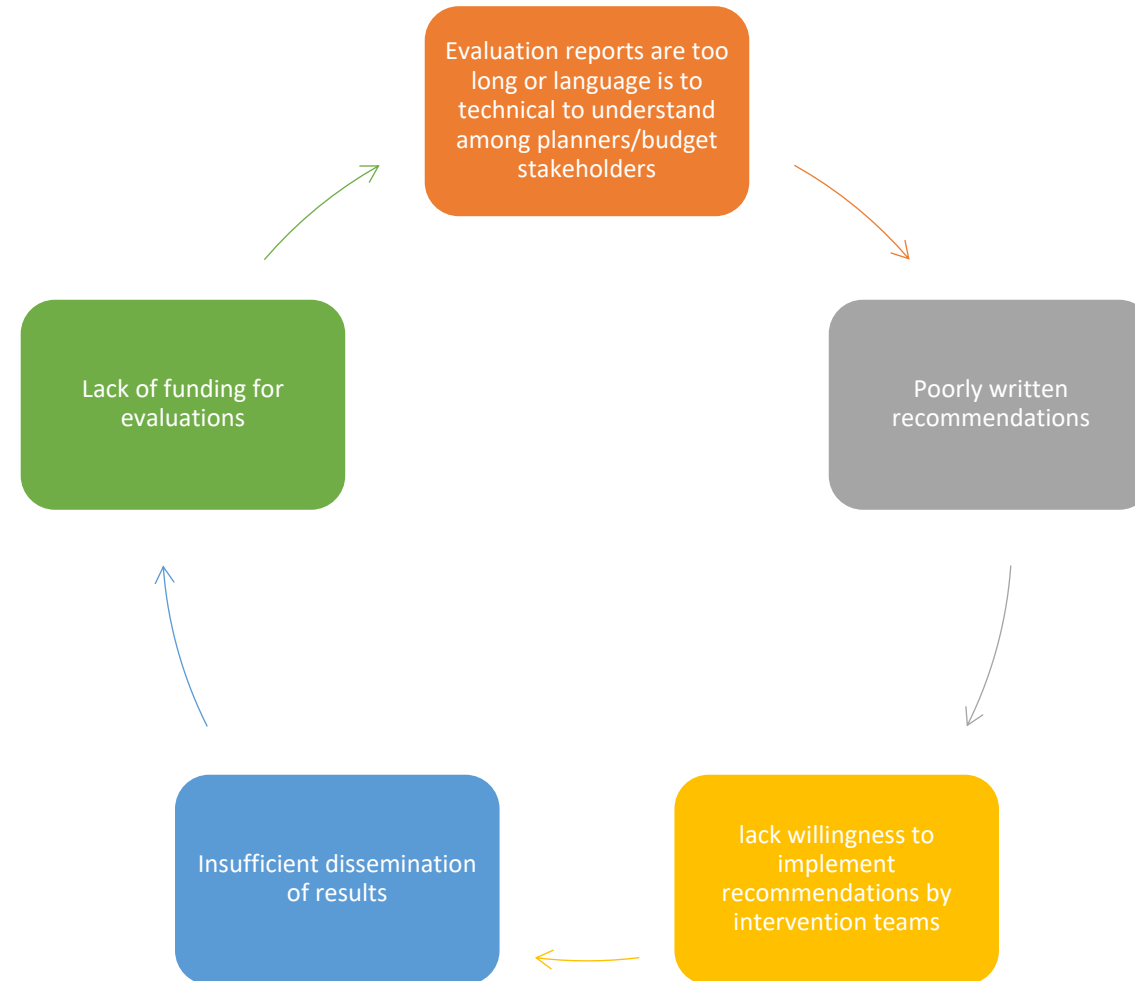 Evaluation reports are too
long or language is to
technical to understand
among planners/budget
stakeholders
Poorly written
recommendations
lack willingness to
implement
recommendations by
intervention teams
Insufficient dissemination
of results
Lack of funding for
evaluations